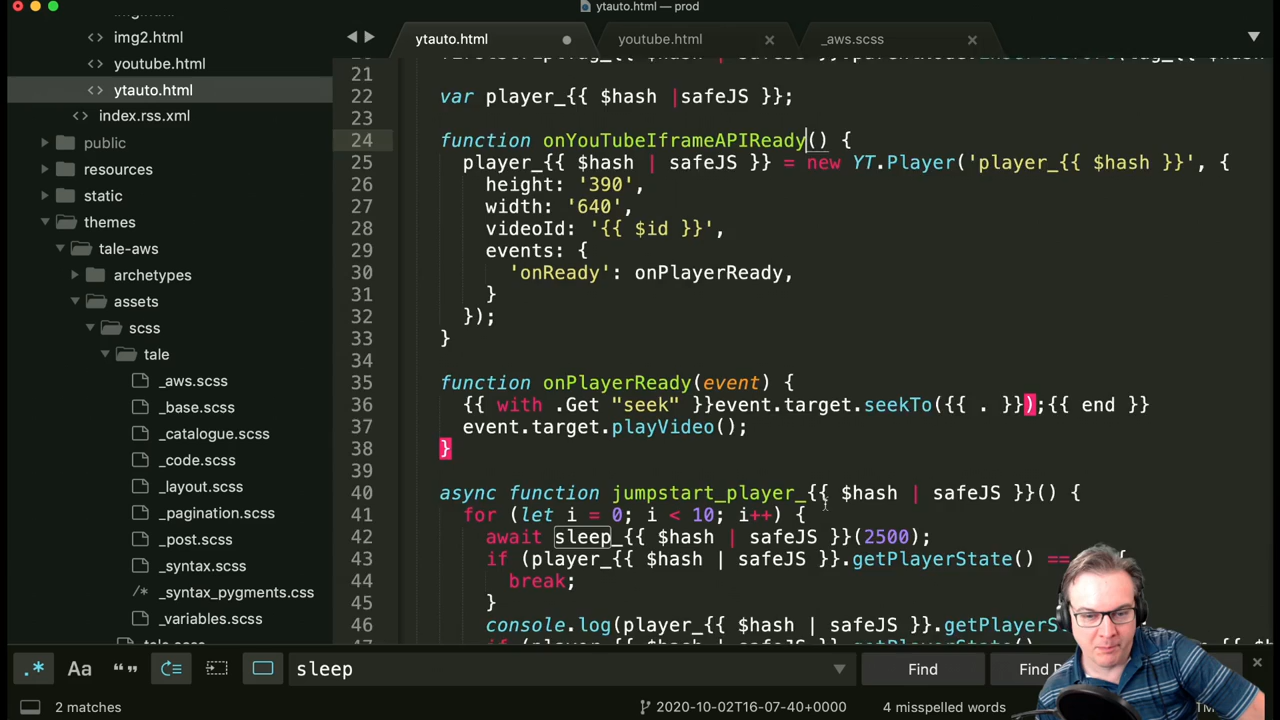 ytauto.html — prod
img2.html
youtube.html
ytauto.html
index.rss.xml
public
resources
static
themes
tale-aws
archetypes
assets
scss
tale
_aws.scss
_base.scss
_catalogue.scss
_code.scss
_layout.scss
_pagination.scss
_post.scss
_syntax.scss
_syntax_pygments.css
_variables.scss
ytauto.html youtube.html _aws.scss
21
22 var player_{{ $hash |safeJS }};
23
24 function onYouTubeIframeAPIReady() {
25 player_{{ $hash | safeJS }} = new YT.Player('player_{{ $hash }}', {
26 height: '390',
27 width: '640',
28 videoId: '{{ $id }}',
29 events: {
30 'onReady': onPlayerReady,
31 }
32 });
33 }
34
35 function onPlayerReady(event) {
36 {{ with .Get "seek" }}event.target.seekTo({{ . }});{{ end }}
37 event.target.playVideo();
38 }
39
40 async function jumpstart_player_{{ $hash | safeJS }}() {
41 for (let i = 0; i < 10; i++) {
42 await sleep_{{ $hash | safeJS }}(2500);
43 if (player_{{ $hash | safeJS }}.getPlayerState() == {
44 break;
45 }
46 console.log(player_{{ $hash | safeJS }}.getPlayerSt
.* Aa “” sleep Find Find
2 matches 2020-10-02T16-07-40+0000 4 misspelled words